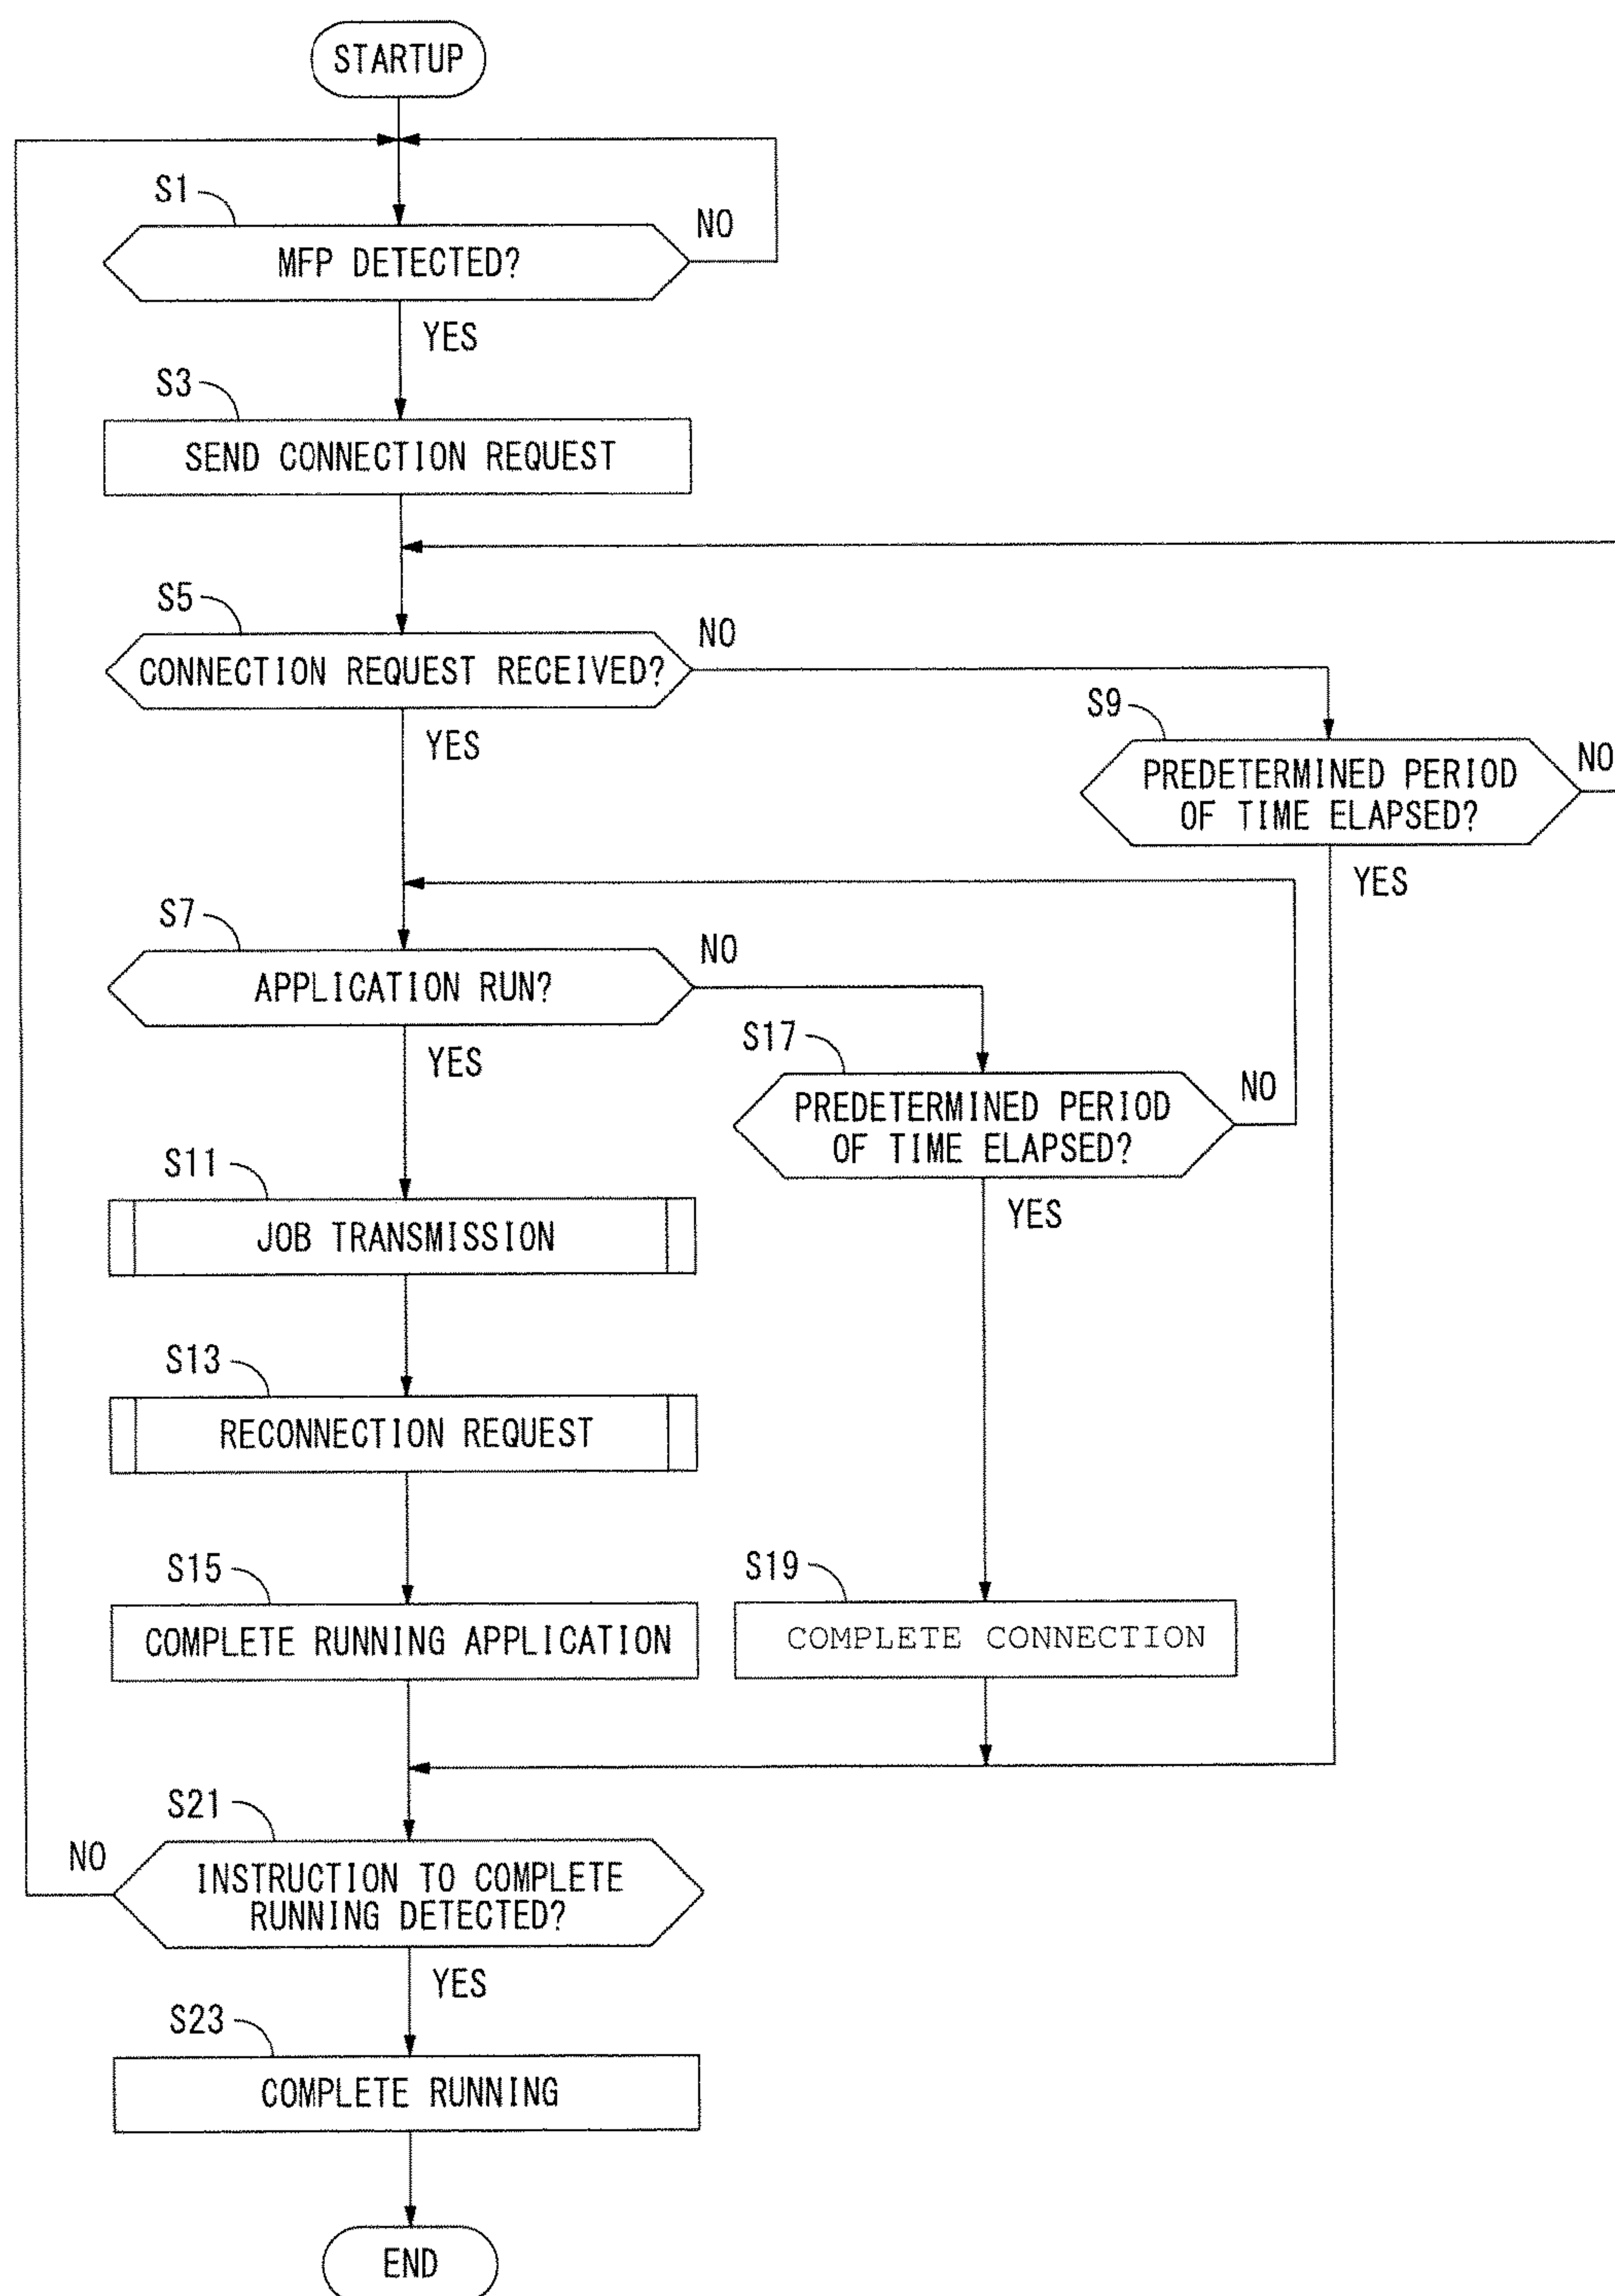 STARTUP
S1
MFP DETECTED?
NO
YES
S3
SEND CONNECTION REQUEST
S5
CONNECTION REQUEST RECEIVED?
NO
YES
S9
PREDETERMINED PERIOD
OF TIME ELAPSED?
NO
YES
S7
APPLICATION RUN?
NO
YES
S17
PREDETERMINED PERIOD
OF TIME ELAPSED?
NO
YES
S11
JOB TRANSMISSION
S13
RECONNECTION REQUEST
S15
COMPLETE RUNNING APPLICATION
S19
COMPLETE CONNECTION
S21
INSTRUCTION TO COMPLETE
RUNNING DETECTED?
NO
YES
S23
COMPLETE RUNNING
END